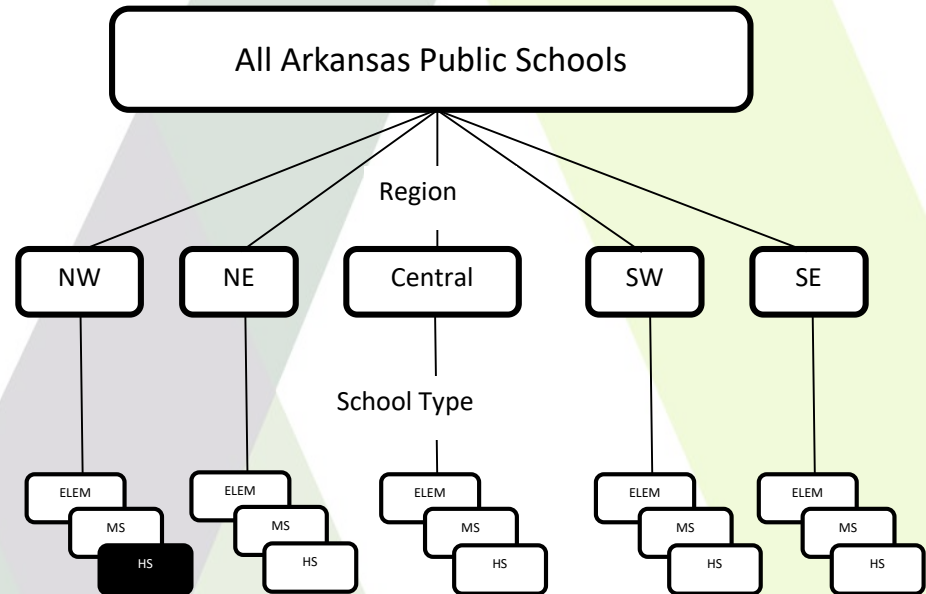 All Arkansas Public Schools
Region
NW
NE
Central
SW
SE
School Type
ELEM
MS
HS
ELEM
MS
HS
ELEM
MS
HS
ELEM
MS
HS
ELEM
MS
HS